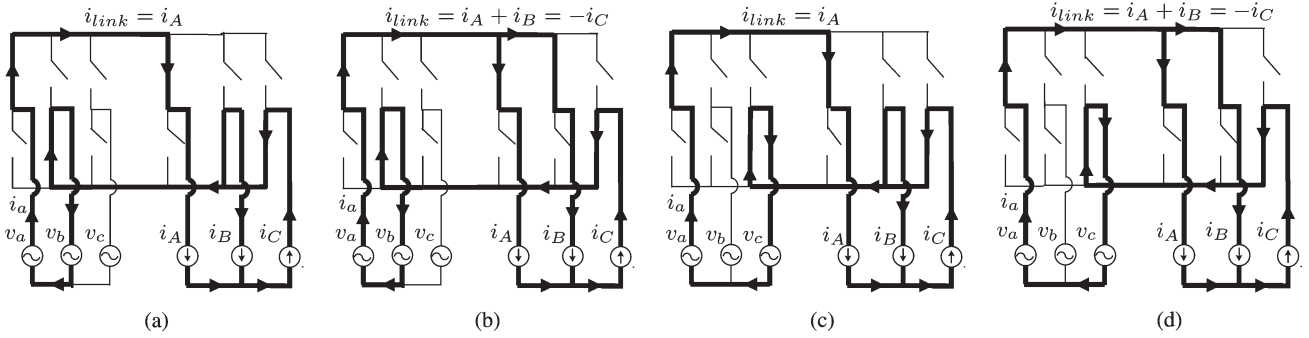 i_{link} = i_A
i_a
v_a v_b v_c i_A i_B i_C
(a)
i_{link} = i_A + i_B = −i_C
i_a
v_a v_b v_c i_A i_B i_C
(b)
i_{link} = i_A
i_a
v_a v_b v_c i_A i_B i_C
(c)
i_{link} = i_A + i_B = −i_C
i_a
v_a v_b v_c i_A i_B i_C
(d)